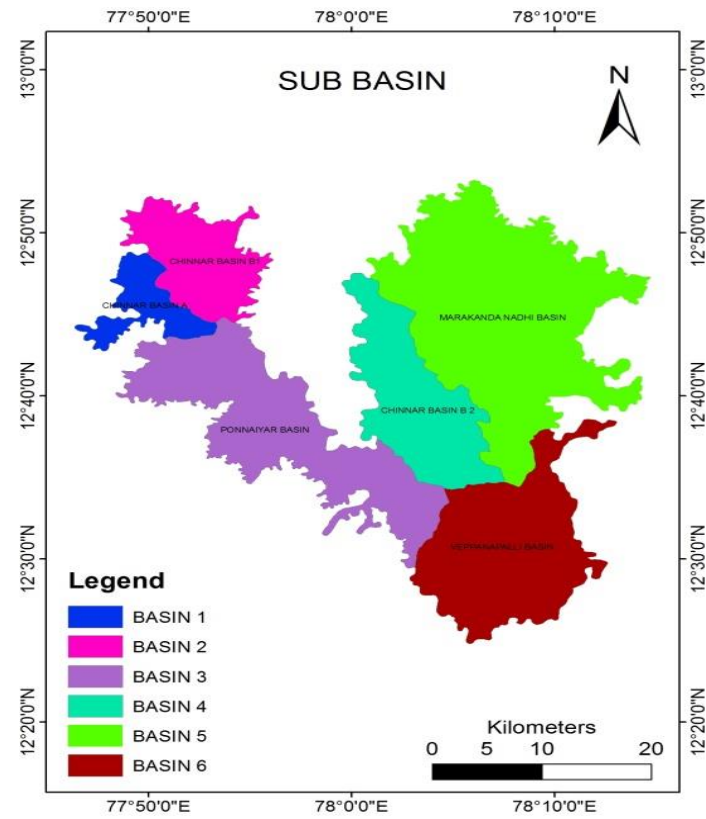 77°50'0"E 78°0'0"E 78°10'0"E
SUB BASIN
N
13°0'0"N 13°0'0"N
12°50'0"N 12°50'0"N
CHINNAR BASIN B1
CHINNAR BASIN A
MARAKANDA NADHI BASIN
12°40'0"N 12°40'0"N
CHINNAR BASIN B 2
PONNAIYAR BASIN
12°30'0"N 12°30'0"N
VEPPANAPALLI BASIN
Legend
BASIN 1
BASIN 2
BASIN 3
BASIN 4
BASIN 5
BASIN 6
12°20'0"N 12°20'0"N
Kilometers
0 5 10 20
77°50'0"E 78°0'0"E 78°10'0"E